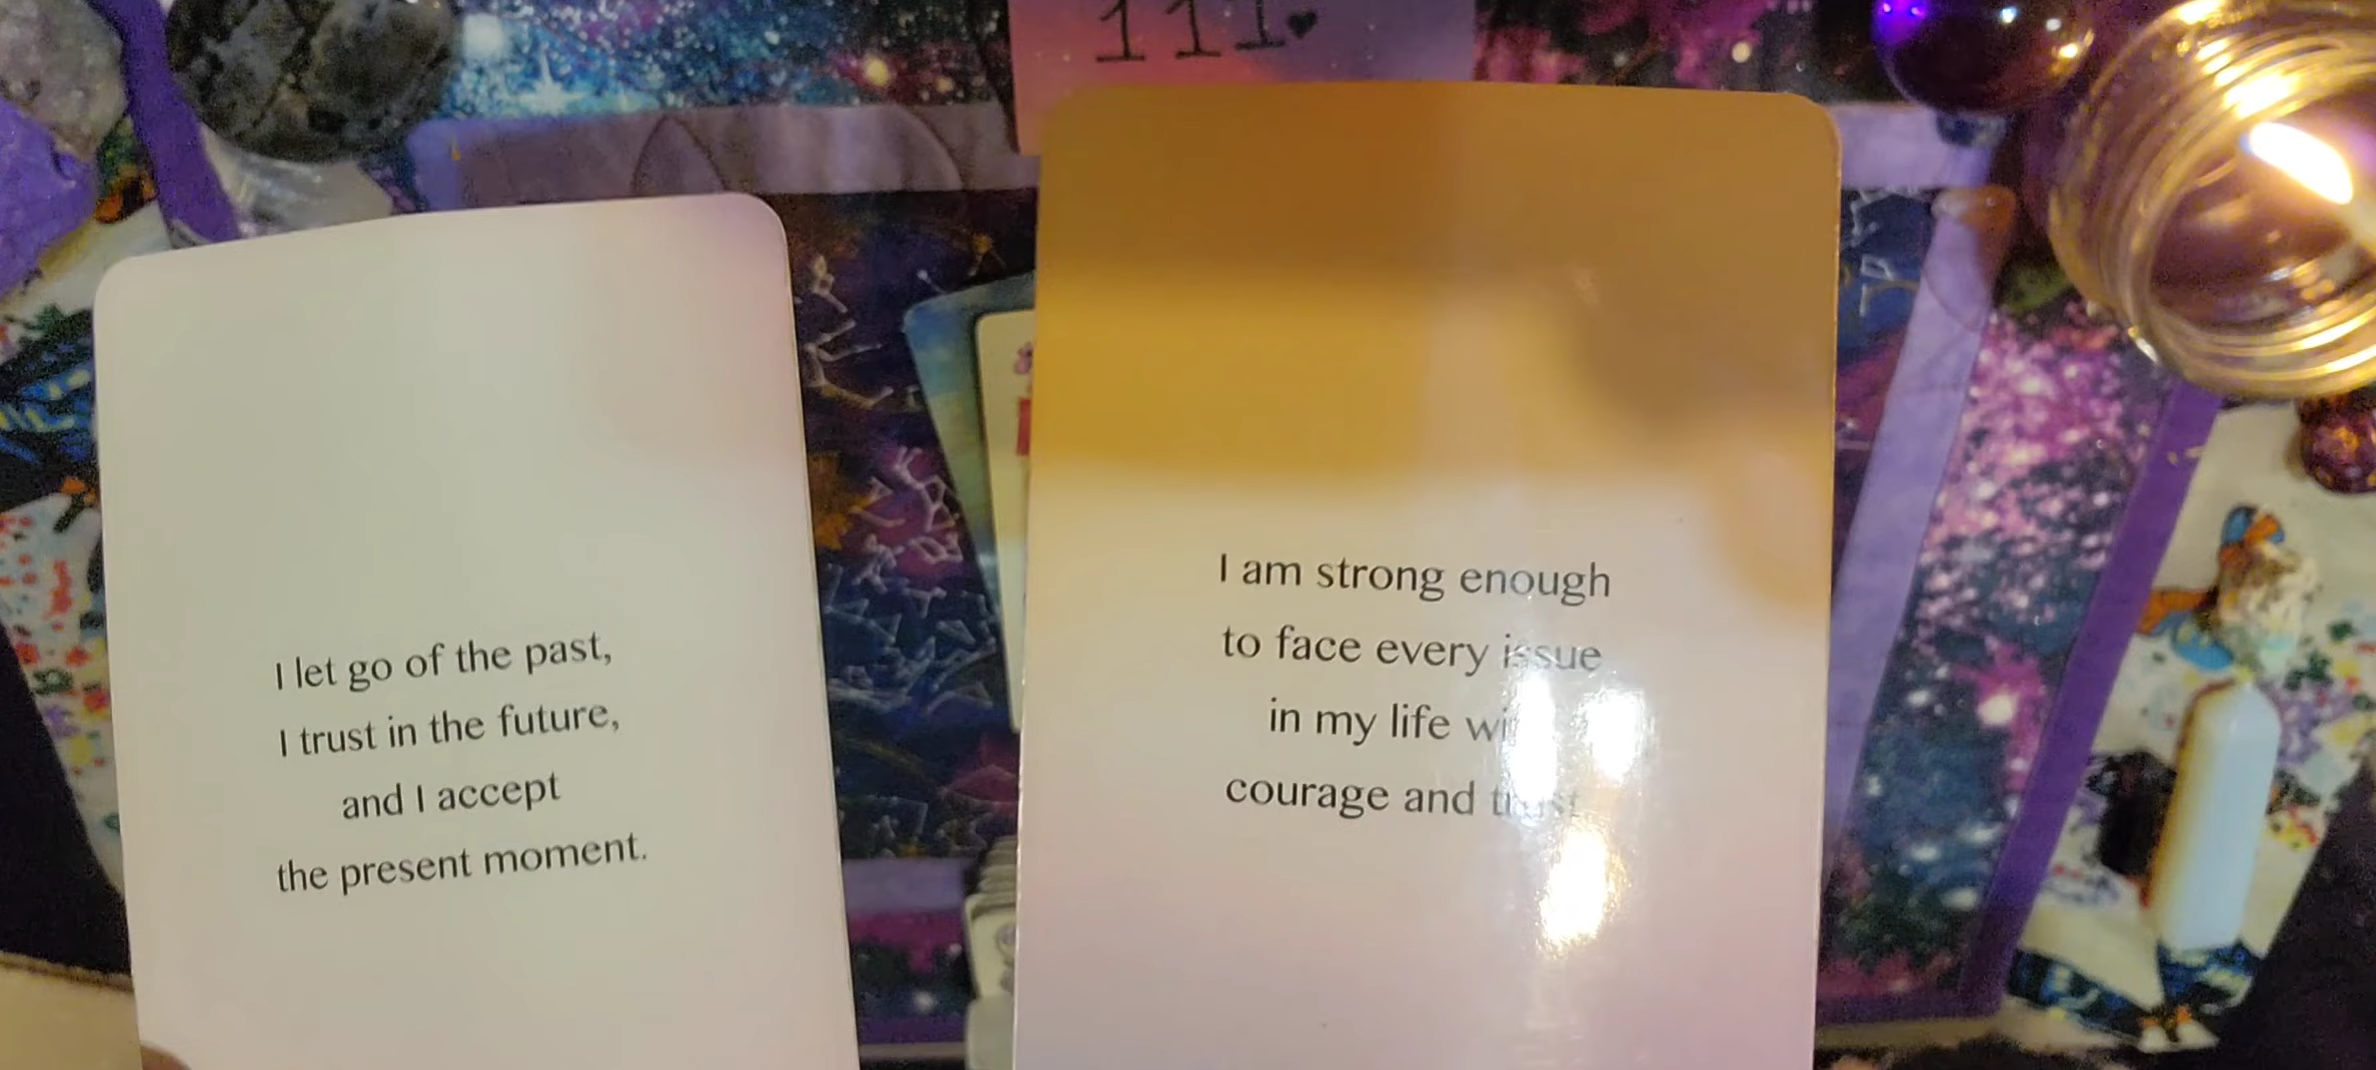 111.
I let go of the past,
I trust in the future,
and I accept
the present moment.
I am strong enough
to face every issue
in my life
courage and trust